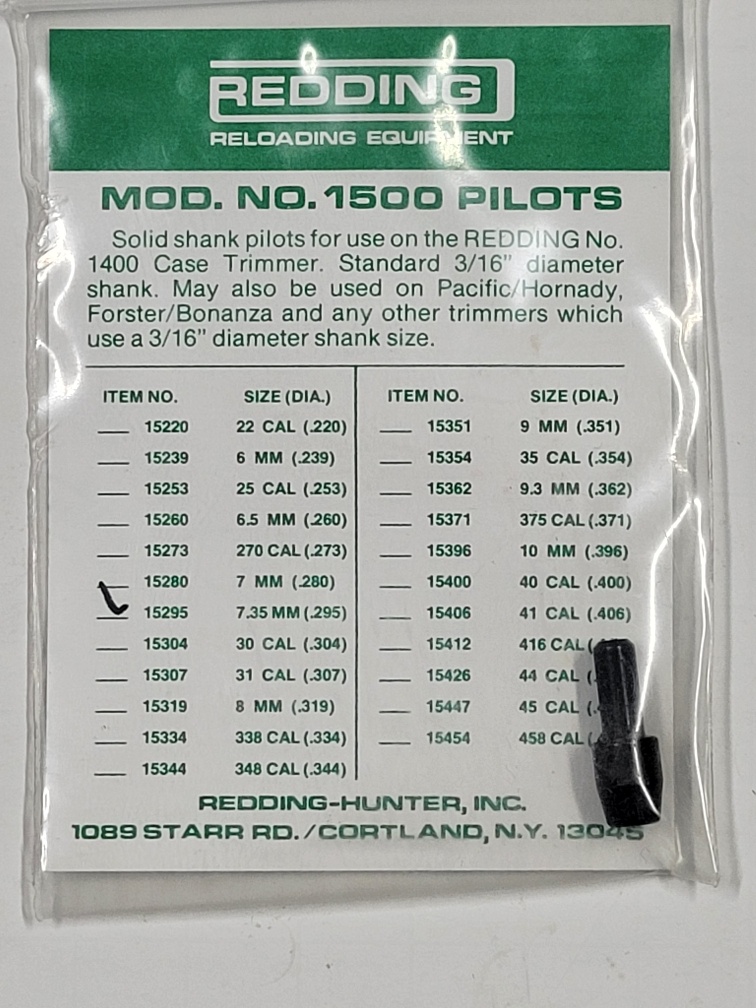 REDDING
RELOADING EQUIPMENT
MOD. NO. 1500 PILOTS
Solid shank pilots for use on the REDDING No.
1400 Case Trimmer. Standard 3/16" diameter
shank. May also be used on Pacific/Hornady,
Forster/Bonanza and any other trimmers which
use a 3/16" diameter shank size.
ITEM NO. SIZE (DIA.) ITEM NO. SIZE (DIA.)
15220 22 CAL (.220) 15351 9 MM (.351)
15239 6 MM (.239) 15354 35 CAL (.354)
15253 25 CAL (.253) 15362 9.3 MM (.362)
15260 6.5 MM (.260) 15371 375 CAL (.371)
15273 270 CAL (.273) 15396 10 MM (.396)
15280 7 MM (.280) 15400 40 CAL (.400)
15295 7.35 MM (.295) 15406 41 CAL (.406)
15304 30 CAL (.304) 15412 416 CAL
15307 31 CAL (.307) 15426 44 CAL
15319 8 MM (.319) 15447 45 CAL
15334 338 CAL (.334) 15454 458 CAL
15344 348 CAL (.344)
REDDING-HUNTER, INC.
1089 STARR RD./CORTLAND, N.Y. 13045